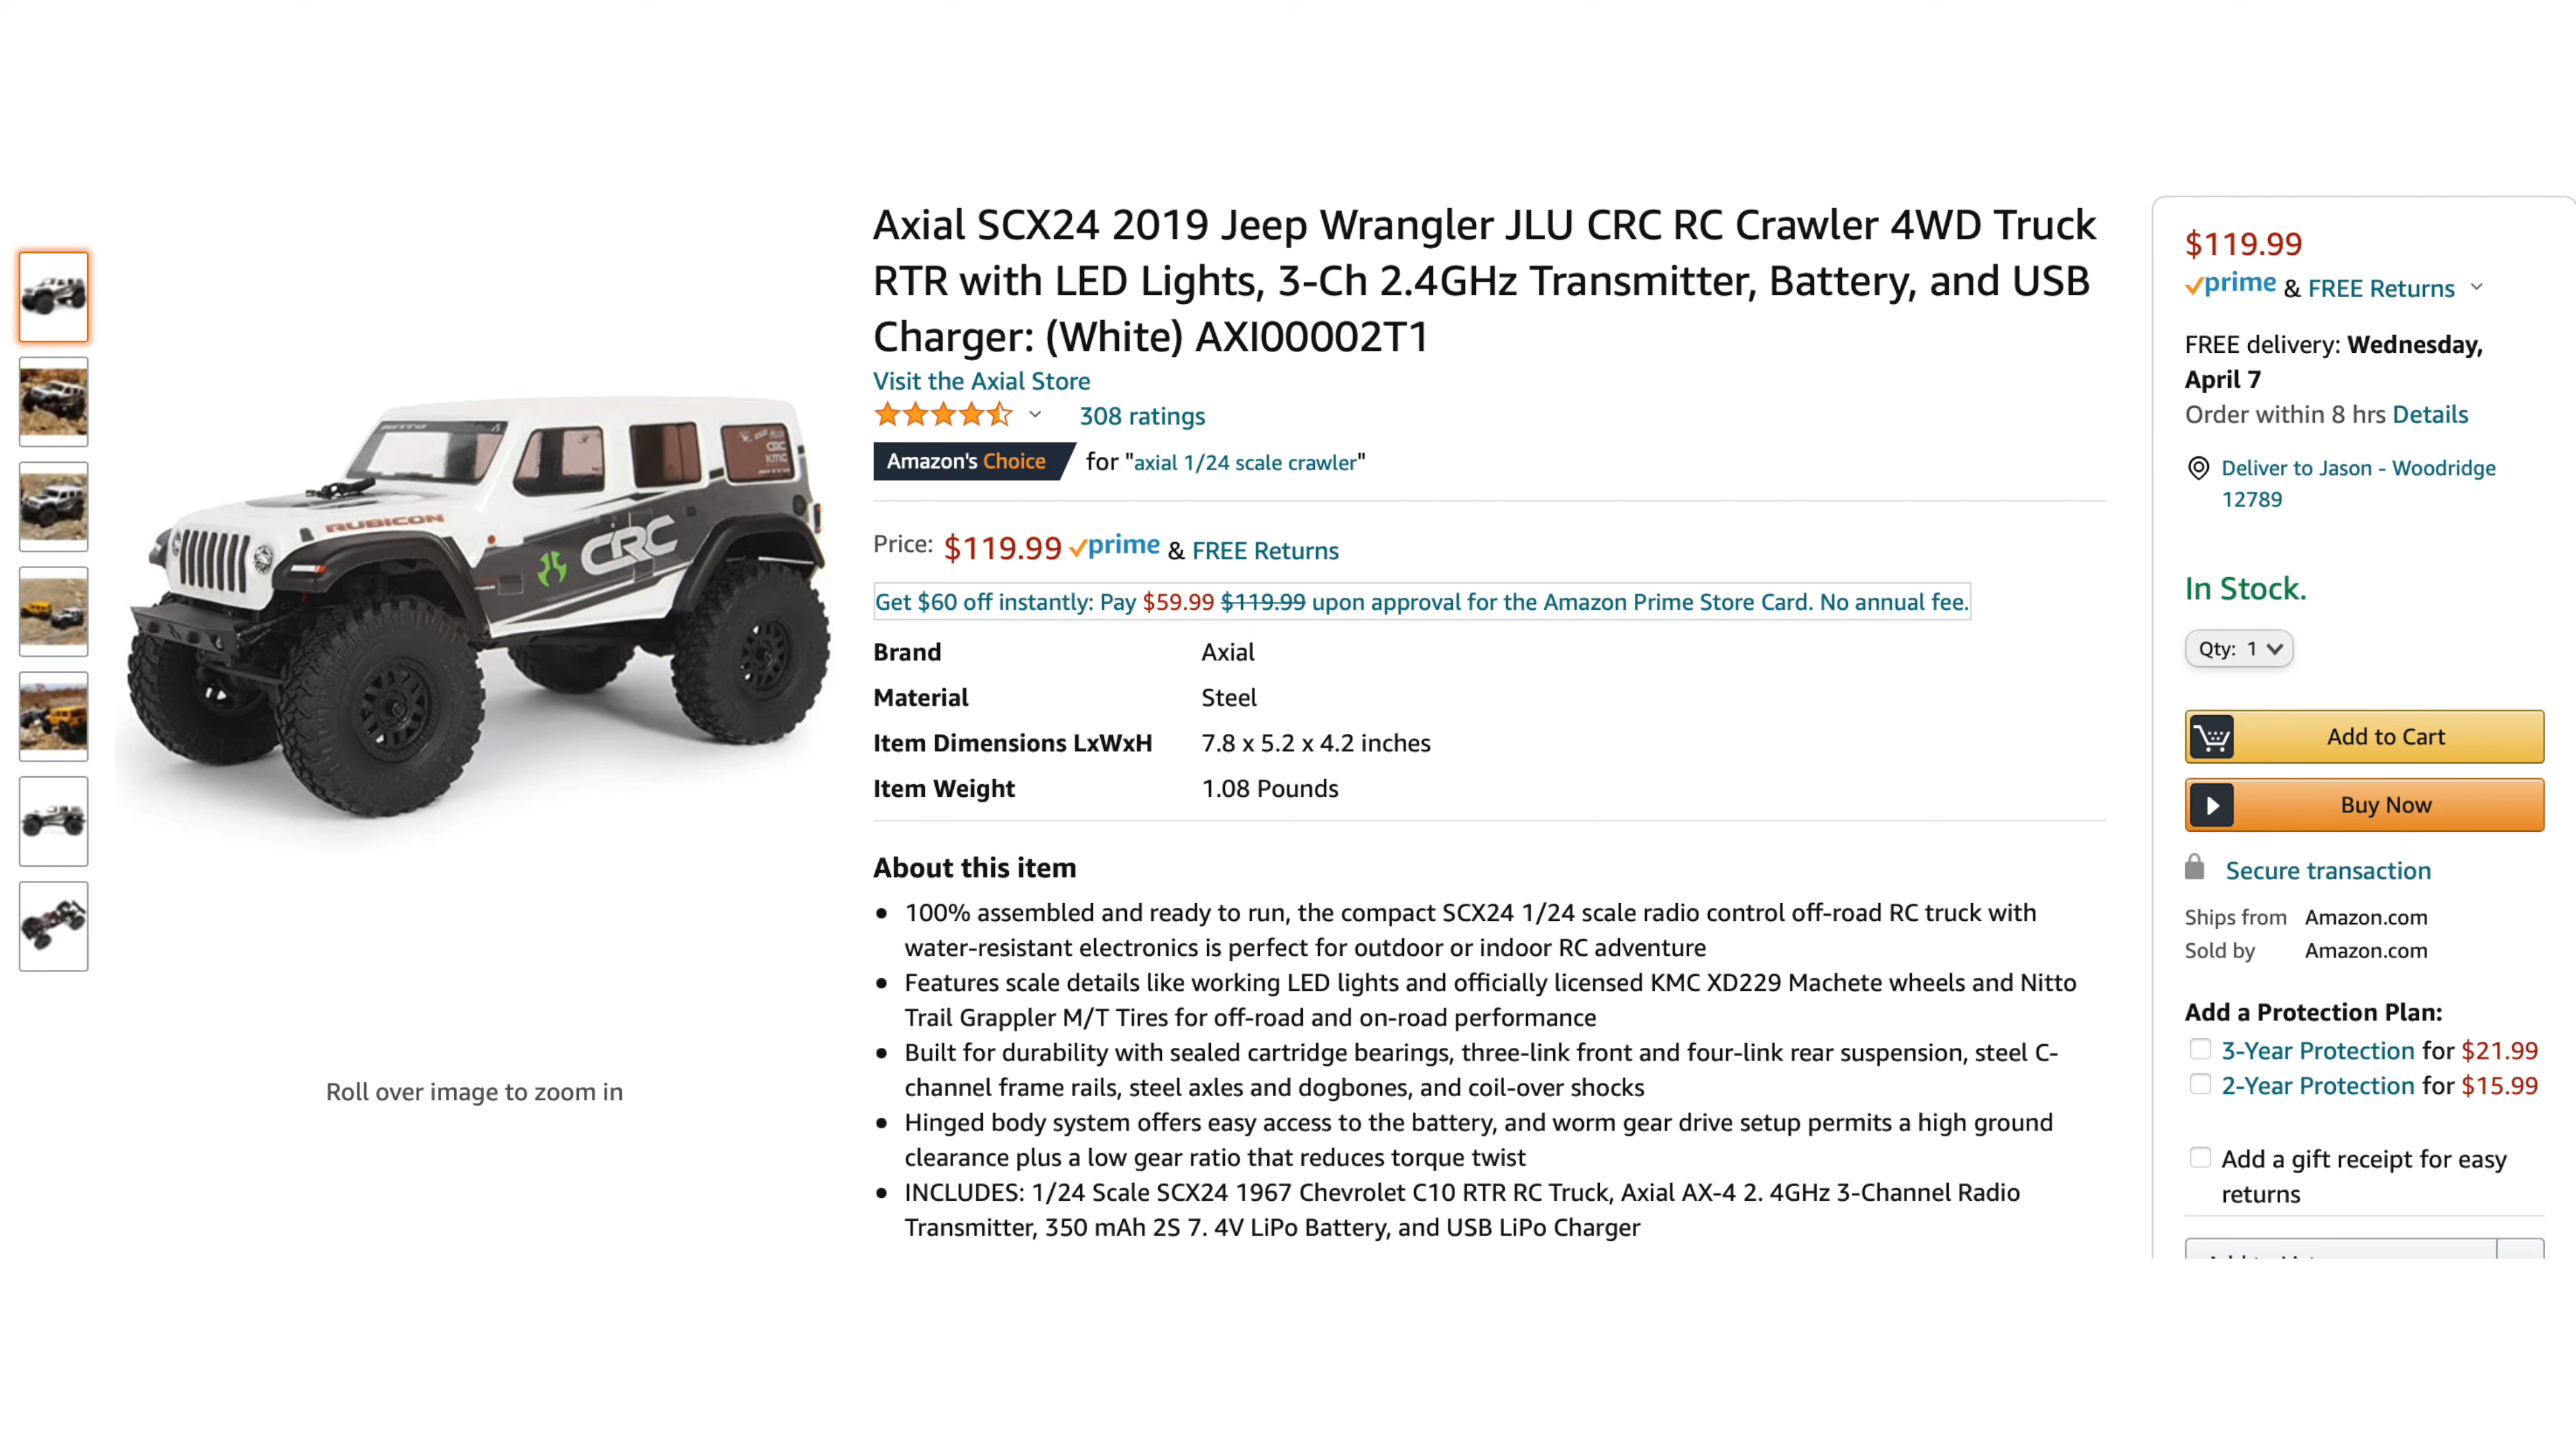 Axial SCX24 2019 Jeep Wrangler JLU CRC RC Crawler 4WD Truck
RTR with LED Lights, 3-Ch 2.4GHz Transmitter, Battery, and USB
Charger: (White) AXI00002T1
Visit the Axial Store
308 ratings
Amazon's Choice for "axial 1/24 scale crawler"
Price: $119.99 prime & FREE Returns
Get $60 off instantly: Pay $59.99 $119.99 upon approval for the Amazon Prime Store Card. No annual fee.
Brand Axial
Material Steel
Item Dimensions LxWxH 7.8 x 5.2 x 4.2 inches
Item Weight 1.08 Pounds
About this item
• 100% assembled and ready to run, the compact SCX24 1/24 scale radio control off-road RC truck with
water-resistant electronics is perfect for outdoor or indoor RC adventure
• Features scale details like working LED lights and officially licensed KMC XD229 Machete wheels and Nitto
Trail Grappler M/T Tires for off-road and on-road performance
• Built for durability with sealed cartridge bearings, three-link front and four-link rear suspension, steel C-
channel frame rails, steel axles and dogbones, and coil-over shocks
• Hinged body system offers easy access to the battery, and worm gear drive setup permits a high ground
clearance plus a low gear ratio that reduces torque twist
• INCLUDES: 1/24 Scale SCX24 1967 Chevrolet C10 RTR RC Truck, Axial AX-4 2. 4GHz 3-Channel Radio
Transmitter, 350 mAh 2S 7. 4V LiPo Battery, and USB LiPo Charger
NITTO
RUBICON
CRC
CRC
KMC
Roll over image to zoom in
$119.99
prime & FREE Returns
FREE delivery: Wednesday,
April 7
Order within 8 hrs Details
Deliver to Jason - Woodridge
12789
In Stock.
Qty: 1
Add to Cart
Buy Now
Secure transaction
Ships from Amazon.com
Sold by Amazon.com
Add a Protection Plan:
3-Year Protection for $21.99
2-Year Protection for $15.99
Add a gift receipt for easy
returns